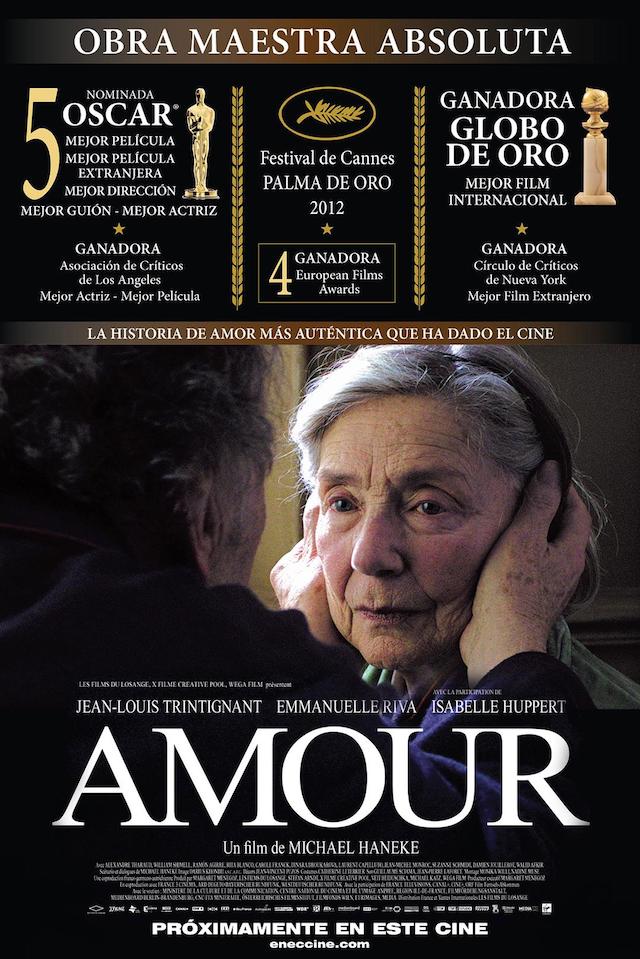 OBRA MAESTRA ABSOLUTA
5 NOMINADA
OSCAR®
MEJOR PELÍCULA
MEJOR PELÍCULA
EXTRANJERA
MEJOR DIRECCIÓN
MEJOR GUIÓN - MEJOR ACTRIZ
GANADORA
Asociación de Críticos
de Los Angeles
Mejor Actriz - Mejor Película
Festival de Cannes
PALMA DE ORO
2012
4 GANADORA
European Films
Awards
GANADORA
GLOBO
DE ORO
MEJOR FILM
INTERNACIONAL
GANADORA
Círculo de Críticos
de Nueva York
Mejor Film Extranjero
LA HISTORIA DE AMOR MÁS AUTÉNTICA QUE HA DADO EL CINE
LES FILMS DU LOSANGE, X FILME CREATIVE POOL, WEGA FILM présentent
AVEC LA PARTICIPATION DE
JEAN-LOUIS TRINTIGNANT EMMANUELLE RIVA ISABELLE HUPPERT
AMOUR
Un film de MICHAEL HANEKE
PRÓXIMAMENTE EN ESTE CINE
eneccine.com